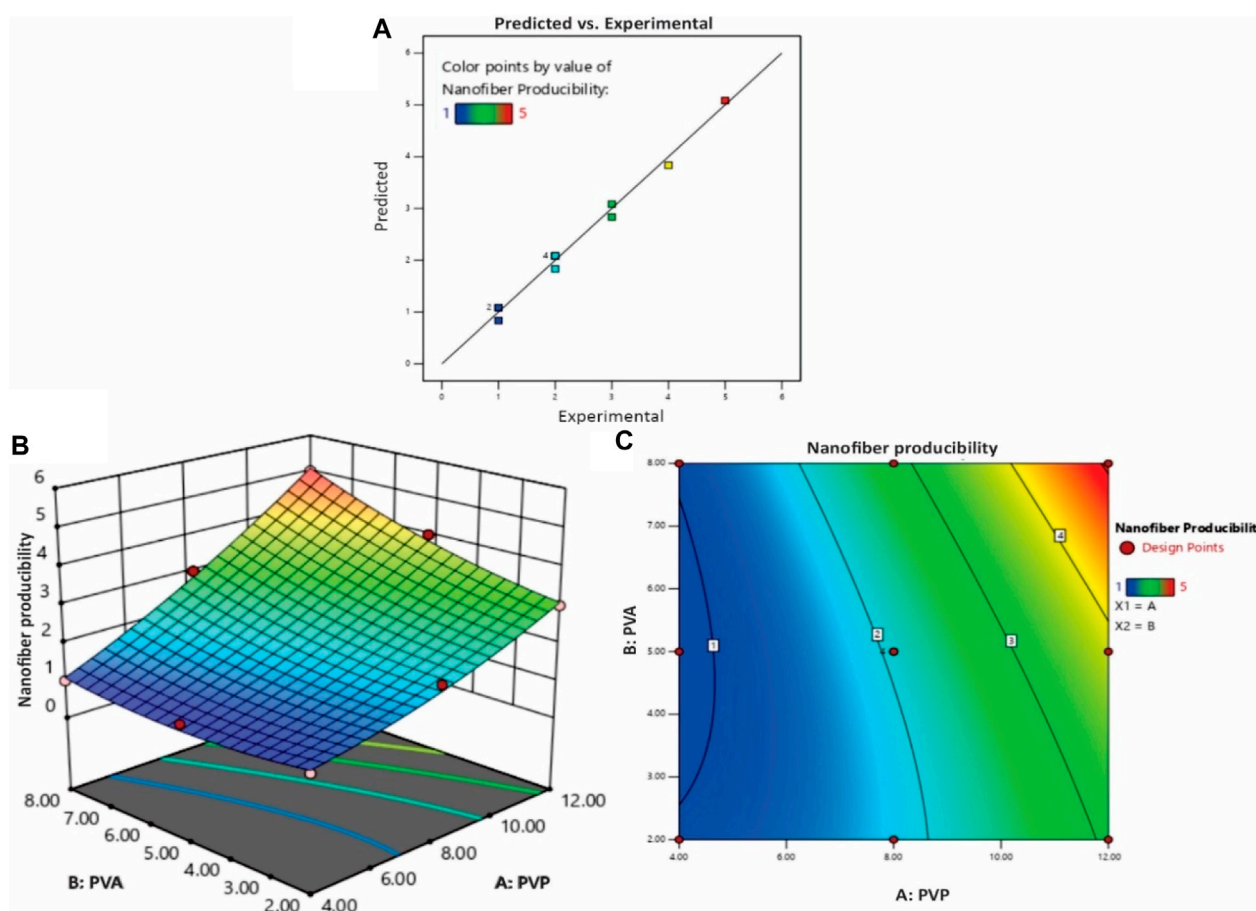 A
Predicted vs. Experimental
Color points by value of
Nanofiber Producibility:
1 5
6
5
4
3
2
1
0
4
2
Predicted
0 1 2 3 4 5 6
Experimental
B
6
5
4
3
2
1
0
Nanofiber producibility
8.00
7.00
6.00
5.00
4.00
3.00
2.00
B: PVA
4.00
6.00
8.00
10.00
12.00
A: PVP
C
Nanofiber producibility
8.00
7.00
6.00
5.00
4.00
3.00
2.00
B: PVA
1
2
3
4
4.00 6.00 8.00 10.00 12.00
A: PVP
Nanofiber Producibilit
Design Points
1 5
X1 = A
X2 = B